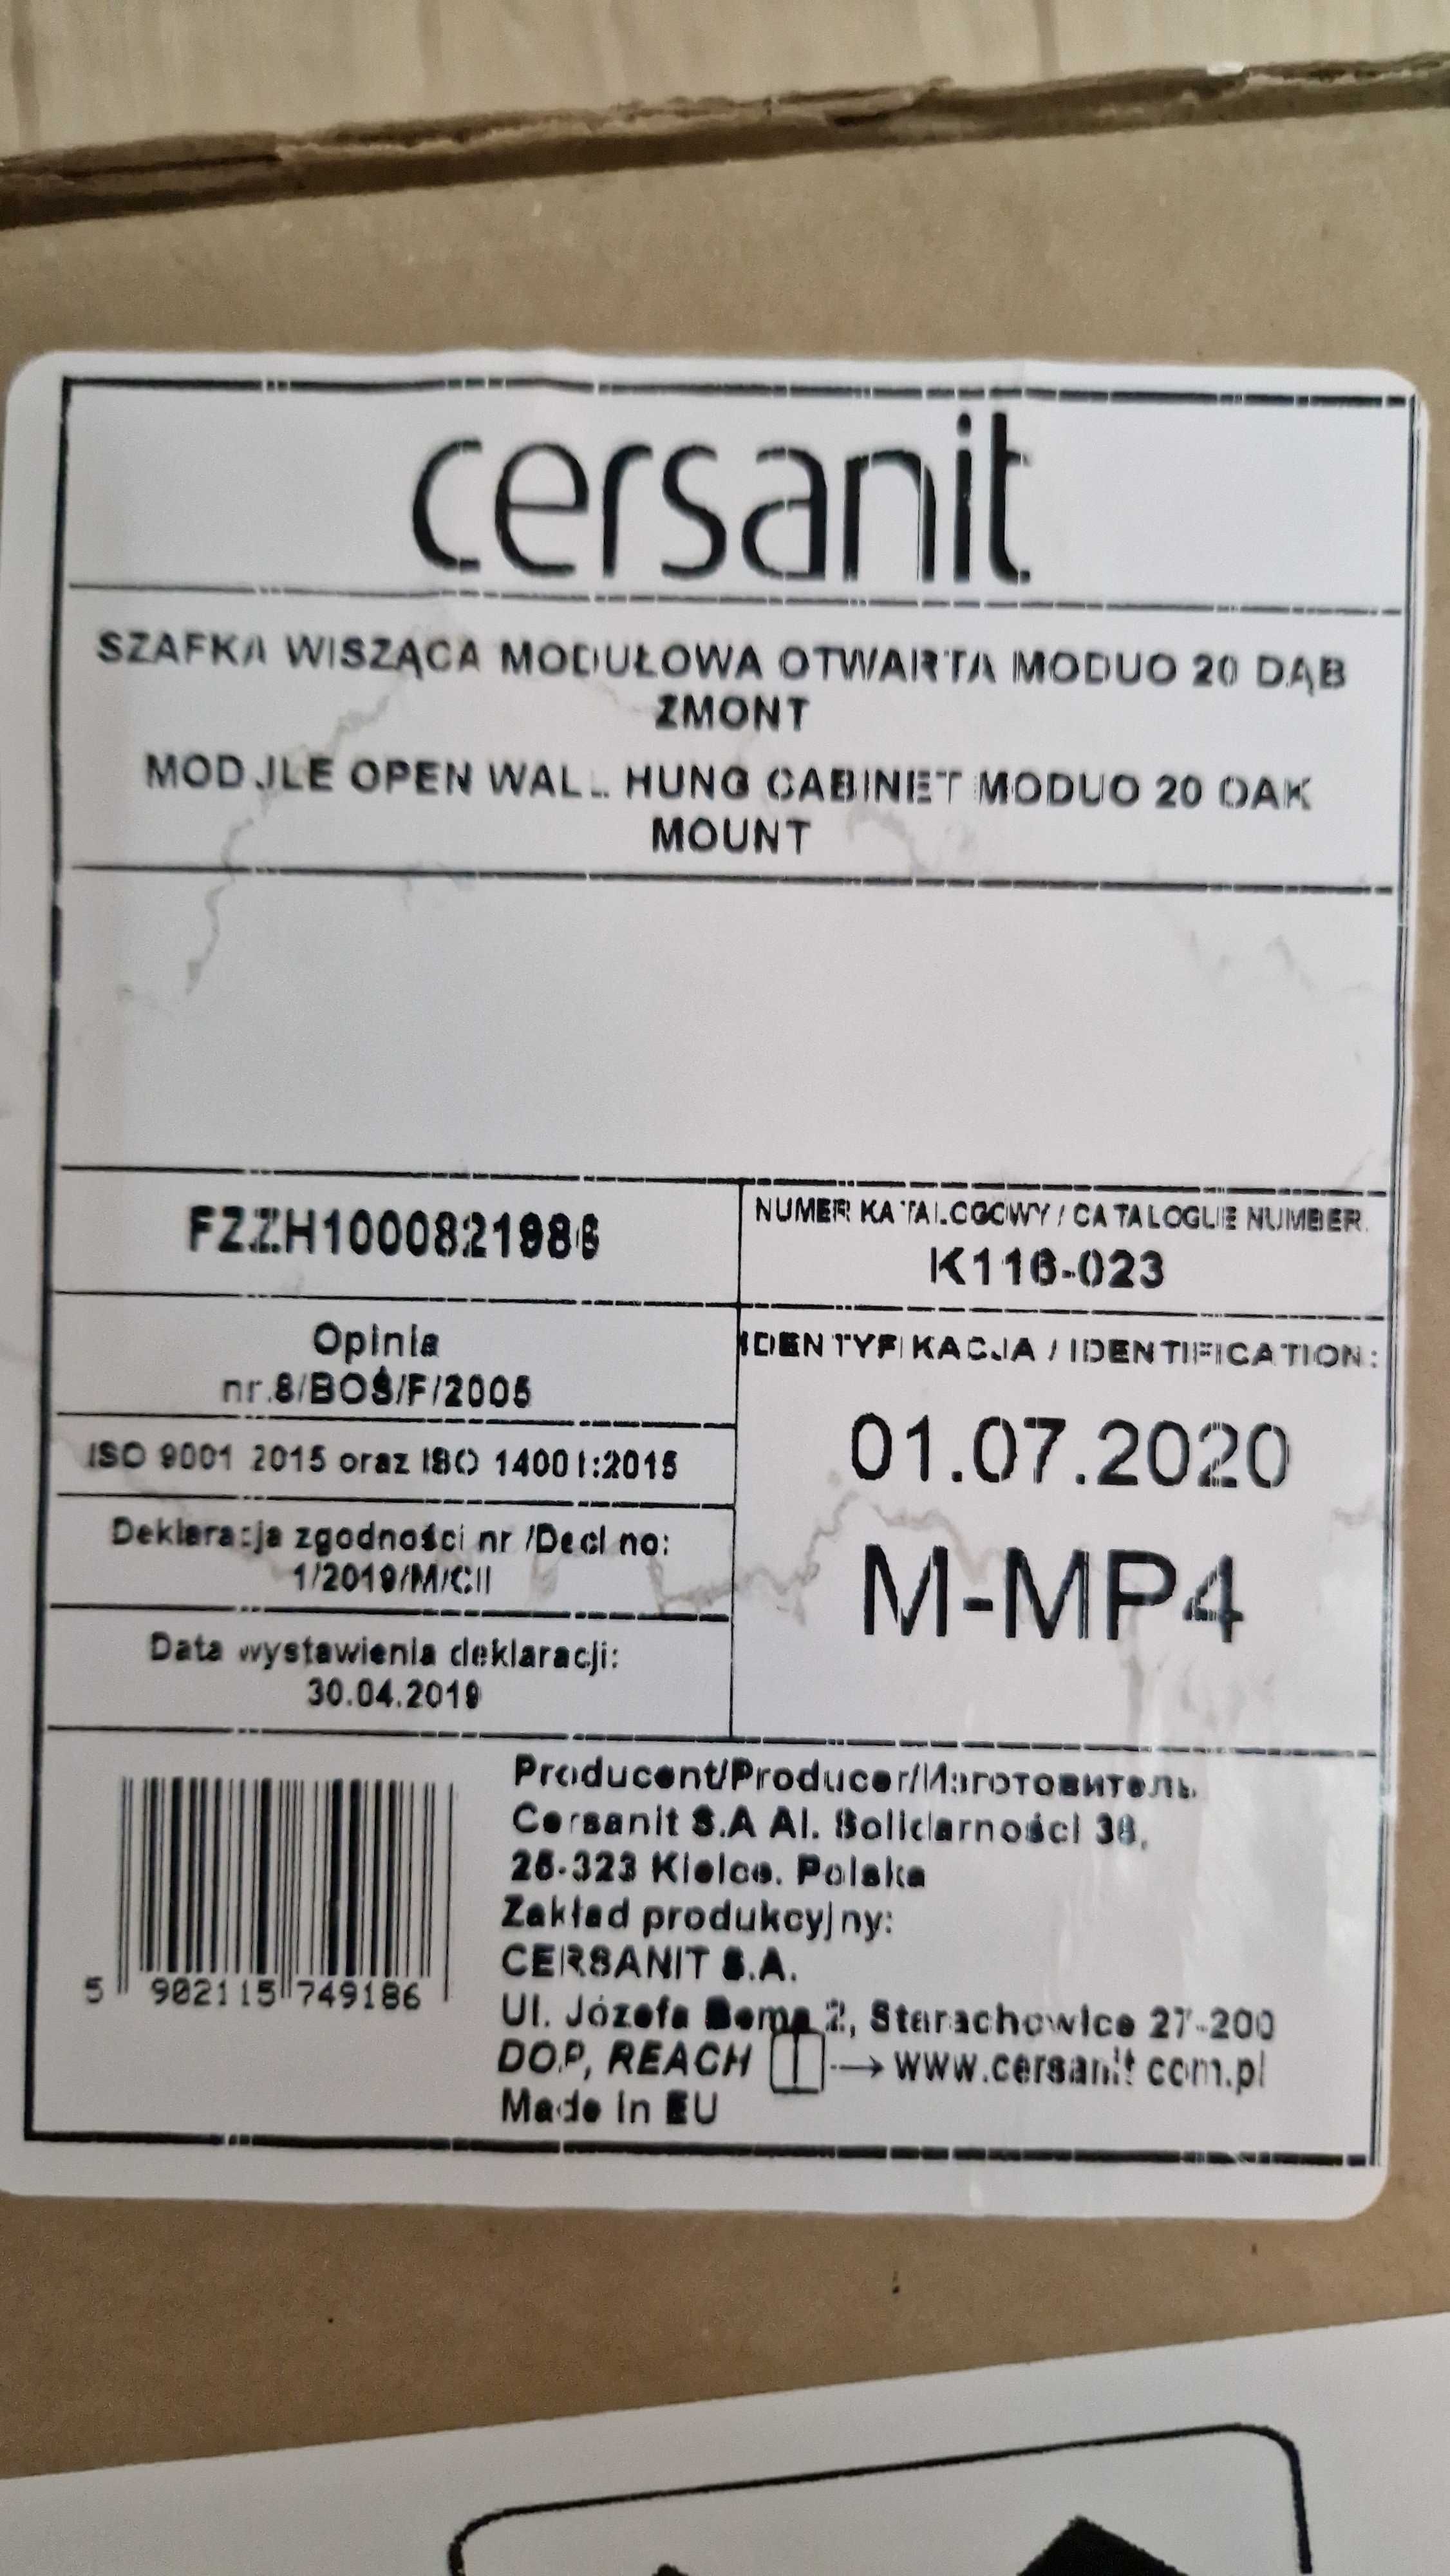 cersanit
SZAFKA WISZĄCA MODUŁOWA OTWARTA MODUO 20 DĄB
ZMONT
MODULE OPEN WALL HUNG CABINET MODUO 20 OAK
MOUNT
FZZH1000821986
NUMER KATALOGOWY / CATALOGUE NUMBER
K116-023
Opinia
nr.8/BOŚ/F/2005
ISO 9001 2015 oraz ISO 14001:2015
Deklaracja zgodności nr /Decl no:
1/2019/M/CII
Data wystawienia deklaracji:
30.04.2019
IDENTYFIKACJA / IDENTIFICATION:
01.07.2020
M-MP4
5 902115 749186
Producent/Producer/Изготовитель
Cersanit S.A Al. Solidarności 36,
25-323 Kielce. Polska
Zakład produkcyjny:
CERSANIT S.A.
Ul. Józefa Bema 2, Starachowice 27-200
DOP, REACH → www.cersanit.com.pl
Made in EU